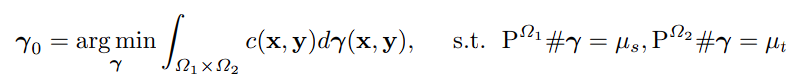 γ₀ = arg min_γ ∫_{Ω₁×Ω₂} c(x, y)dγ(x, y), s.t. P^{Ω₁}#γ = μ_s, P^{Ω₂}#γ = μ_t